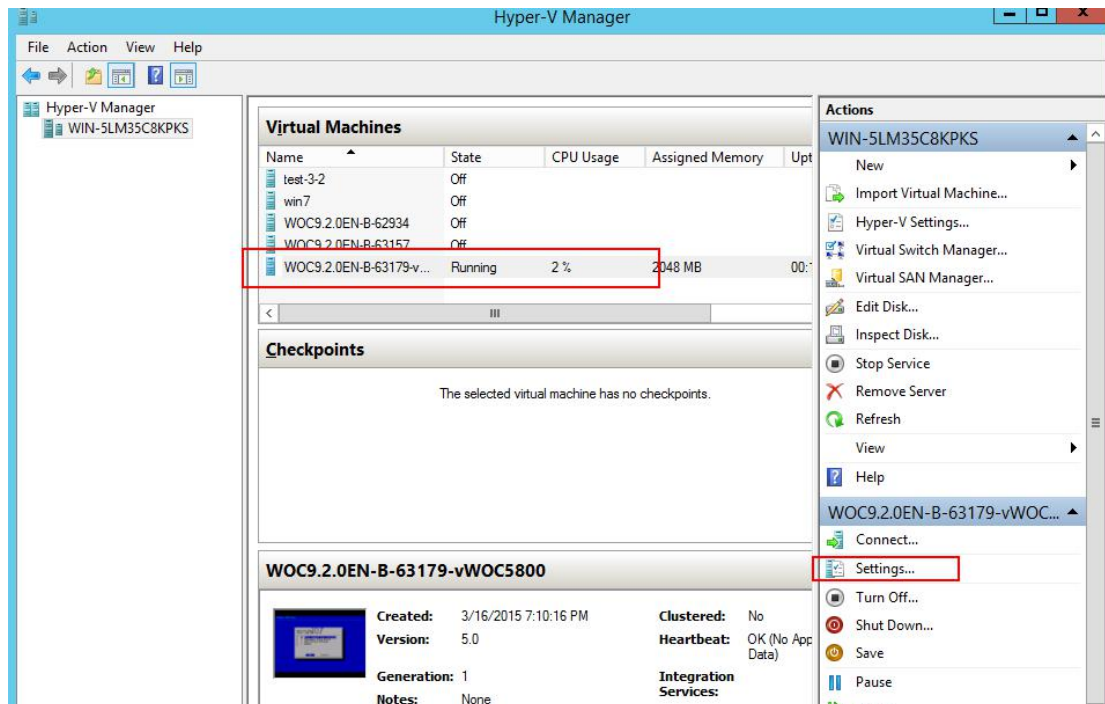 Hyper-V Manager
File Action View Help
Hyper-V Manager
WIN-5LM35C8KPKS
Virtual Machines
Name State CPU Usage Assigned Memory Upt
test-3-2 Off
win7 Off
WOC9.2.0EN-B-62934 Off
WOC9.2.0EN-B-63157 Off
WOC9.2.0EN-B-63179-v... Running 2 % 2048 MB 00:
Checkpoints
The selected virtual machine has no checkpoints.
WOC9.2.0EN-B-63179-vWOC5800
Created: 3/16/2015 7:10:16 PM Clustered: No
Version: 5.0 Heartbeat: OK (No App
Data)
Generation: 1 Integration
Services:
Notes: None
Actions
WIN-5LM35C8KPKS
New
Import Virtual Machine...
Hyper-V Settings...
Virtual Switch Manager...
Virtual SAN Manager...
Edit Disk...
Inspect Disk...
Stop Service
Remove Server
Refresh
View
Help
WOC9.2.0EN-B-63179-vWOC...
Connect...
Settings...
Turn Off...
Shut Down...
Save
Pause